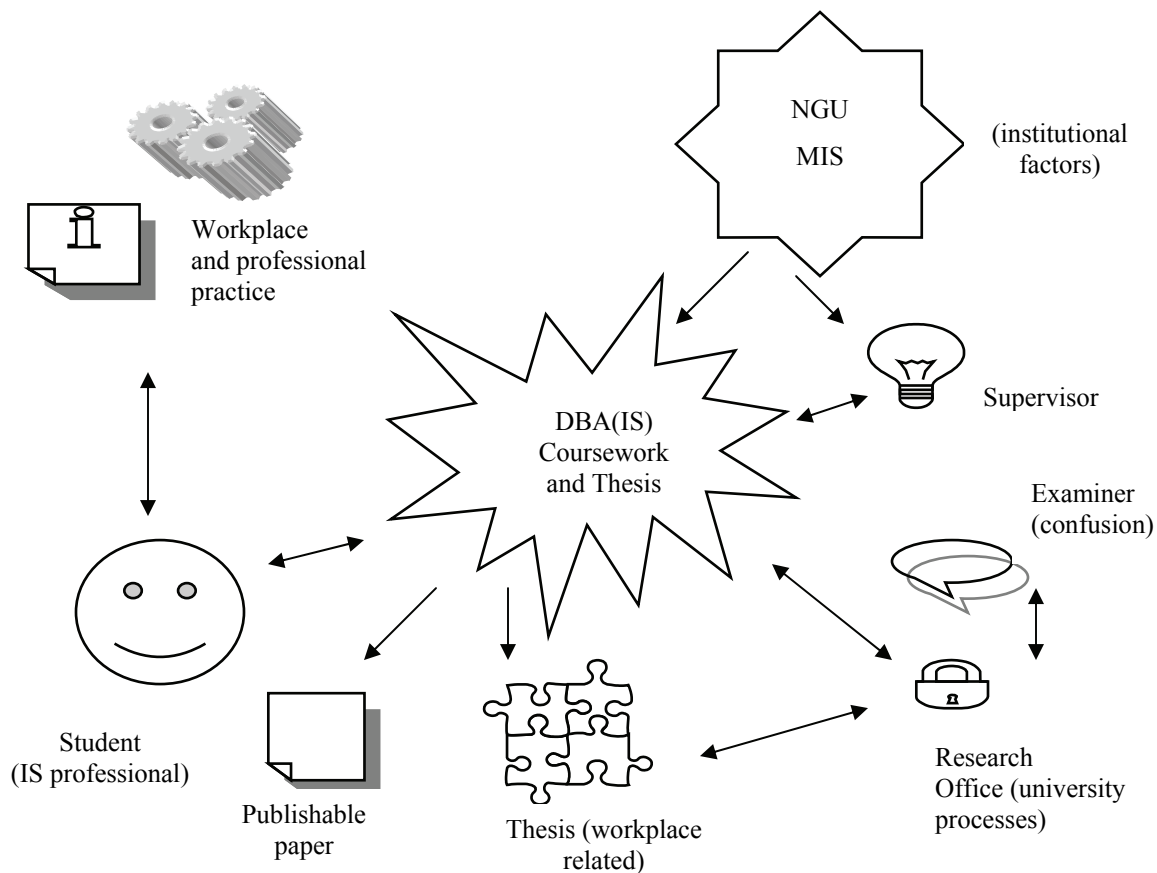 NGU
MIS
(institutional
factors)
i
Workplace
and professional
practice
DBA(IS)
Coursework
and Thesis
Supervisor
Examiner
(confusion)
Student
(IS professional)
Publishable
paper
Thesis (workplace
related)
Research
Office (university
processes)